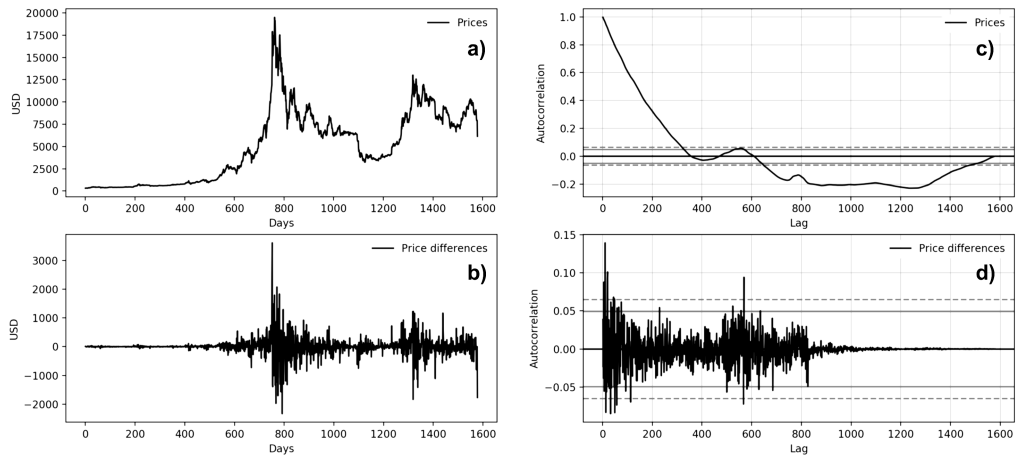 20000
17500
15000
12500
10000
7500
5000
2500
0
USD
Prices
a)
0 200 400 600 800 1000 1200 1400 1600
Days
1.0
0.8
0.6
0.4
0.2
0.0
−0.2
Autocorrelation
Prices
c)
0 200 400 600 800 1000 1200 1400 1600
Lag
3000
2000
1000
0
−1000
−2000
USD
Price differences
b)
0 200 400 600 800 1000 1200 1400 1600
Days
0.15
0.10
0.05
0.00
−0.05
Autocorrelation
Price differences
d)
0 200 400 600 800 1000 1200 1400 1600
Lag